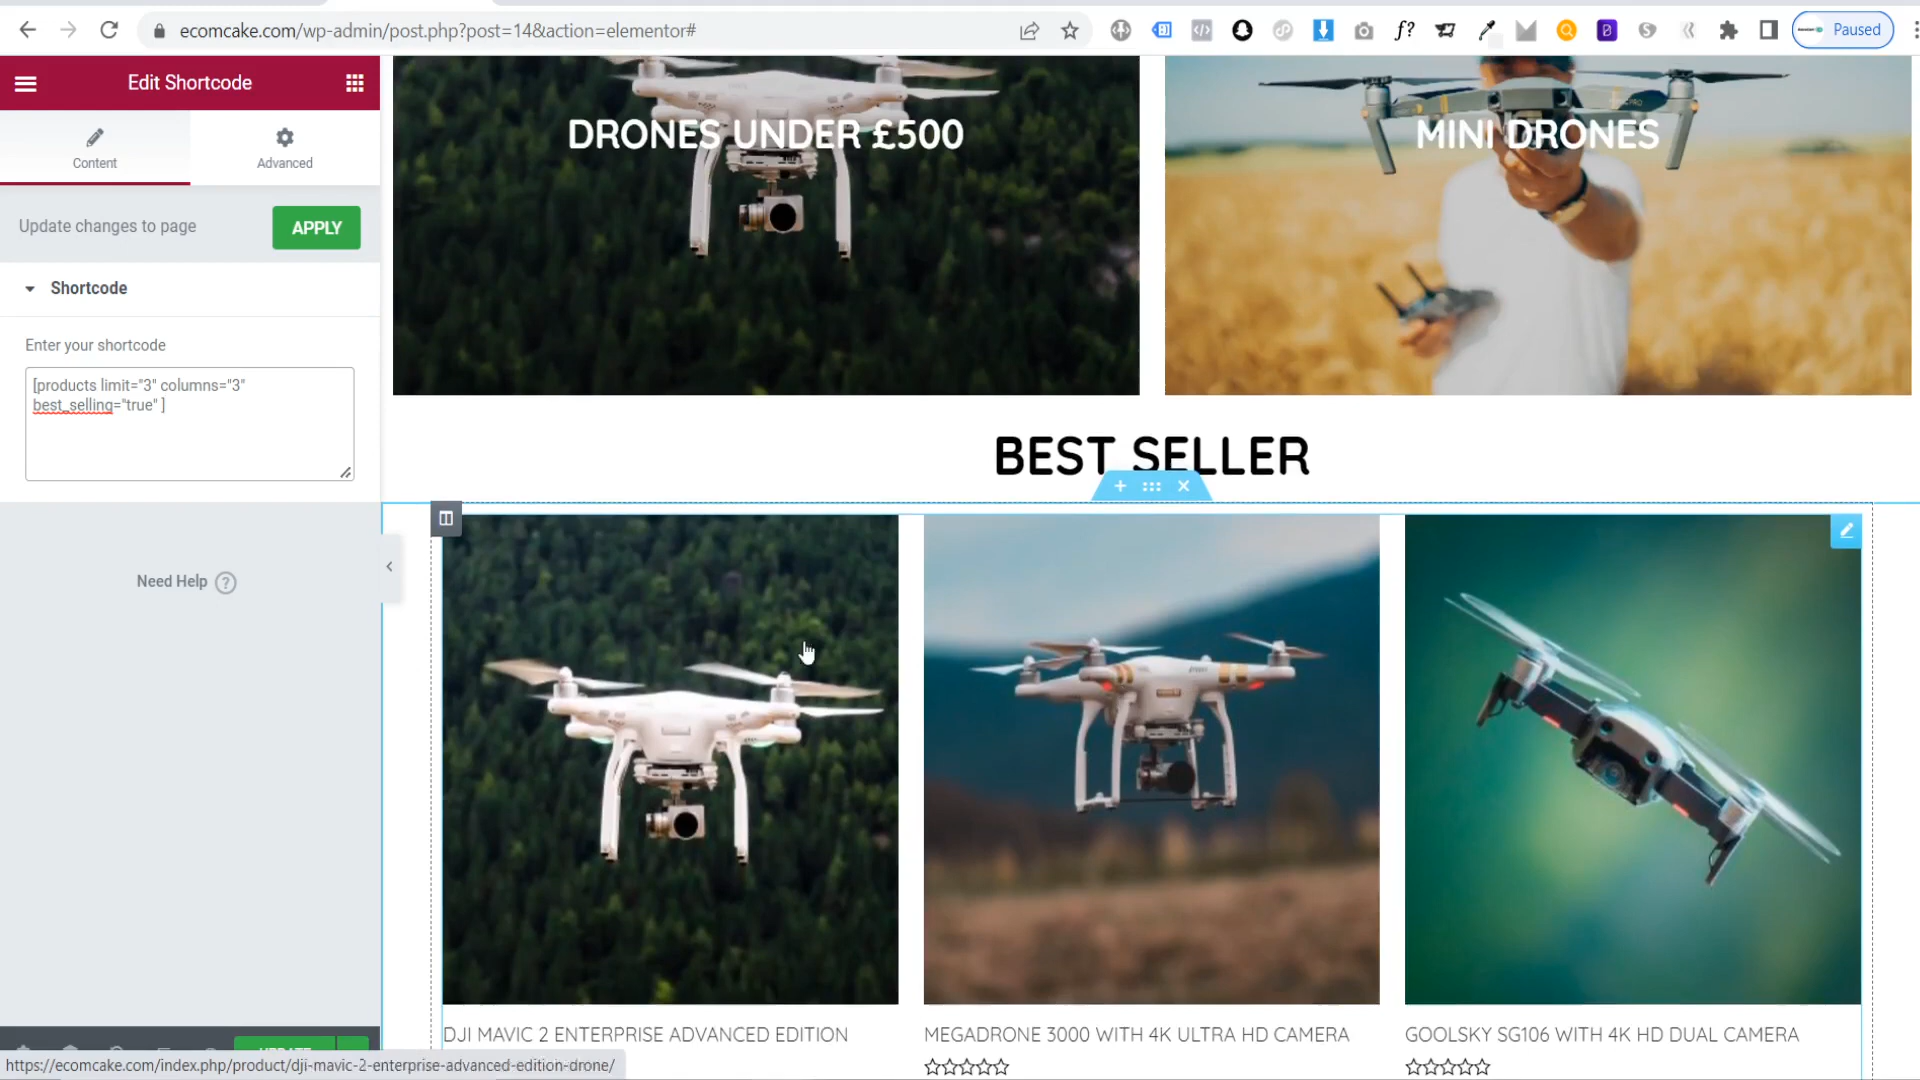 ecomcake.com/wp-admin/post.php?post=14&action=elementor#
f?
Paused
Edit Shortcode
Content
Advanced
Update changes to page
APPLY
Shortcode
Enter your shortcode
[products limit="3" columns="3"
best_selling="true" ]
Need Help ?
DRONES UNDER £500
MINI DRONES
BEST SELLER
DJI MAVIC 2 ENTERPRISE ADVANCED EDITION
MEGADRONE 3000 WITH 4K ULTRA HD CAMERA
GOOLSKY SG106 WITH 4K HD DUAL CAMERA
UPDATE
https://ecomcake.com/index.php/product/dji-mavic-2-enterprise-advanced-edition-drone/